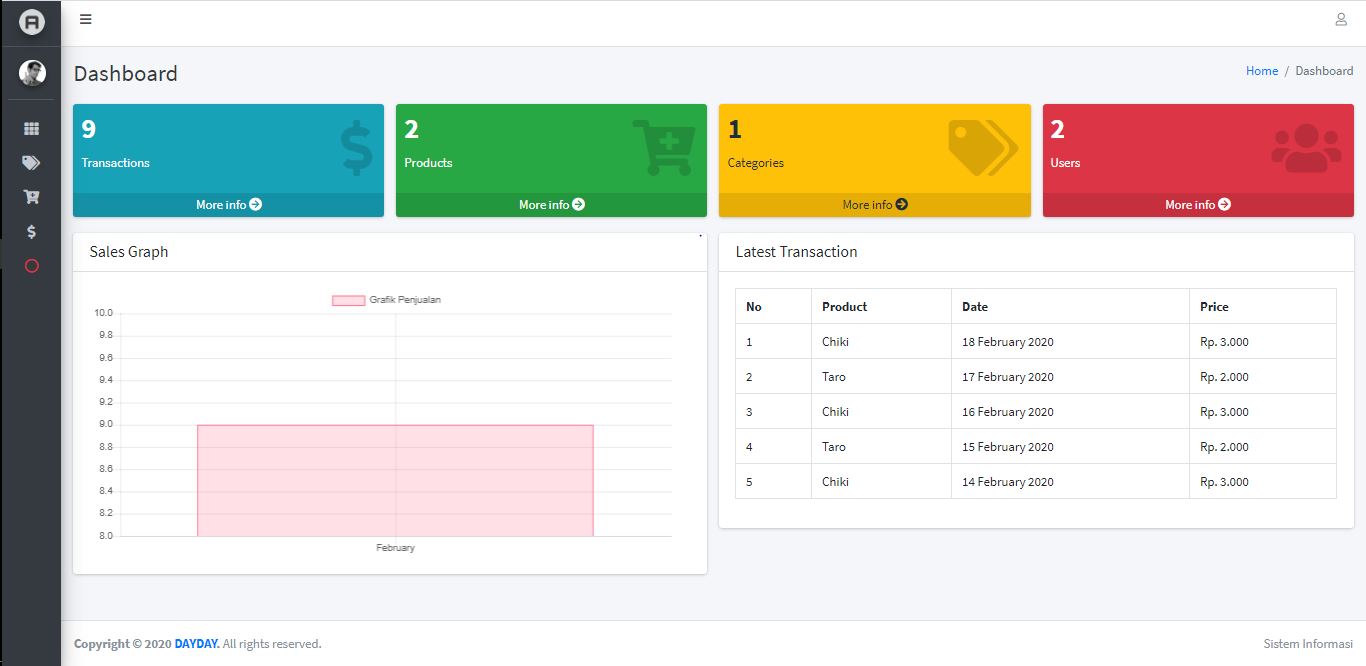 Dashboard
Home / Dashboard
9
Transactions
More info
2
Products
More info
1
Categories
More info
2
Users
More info
Sales Graph
Grafik Penjualan
10.0
9.8
9.6
9.4
9.2
9.0
8.8
8.6
8.4
8.2
8.0
February
Latest Transaction
No Product Date Price
1 Chiki 18 February 2020 Rp. 3.000
2 Taro 17 February 2020 Rp. 2.000
3 Chiki 16 February 2020 Rp. 3.000
4 Taro 15 February 2020 Rp. 2.000
5 Chiki 14 February 2020 Rp. 3.000
Copyright © 2020 DAYDAY. All rights reserved.
Sistem Informasi